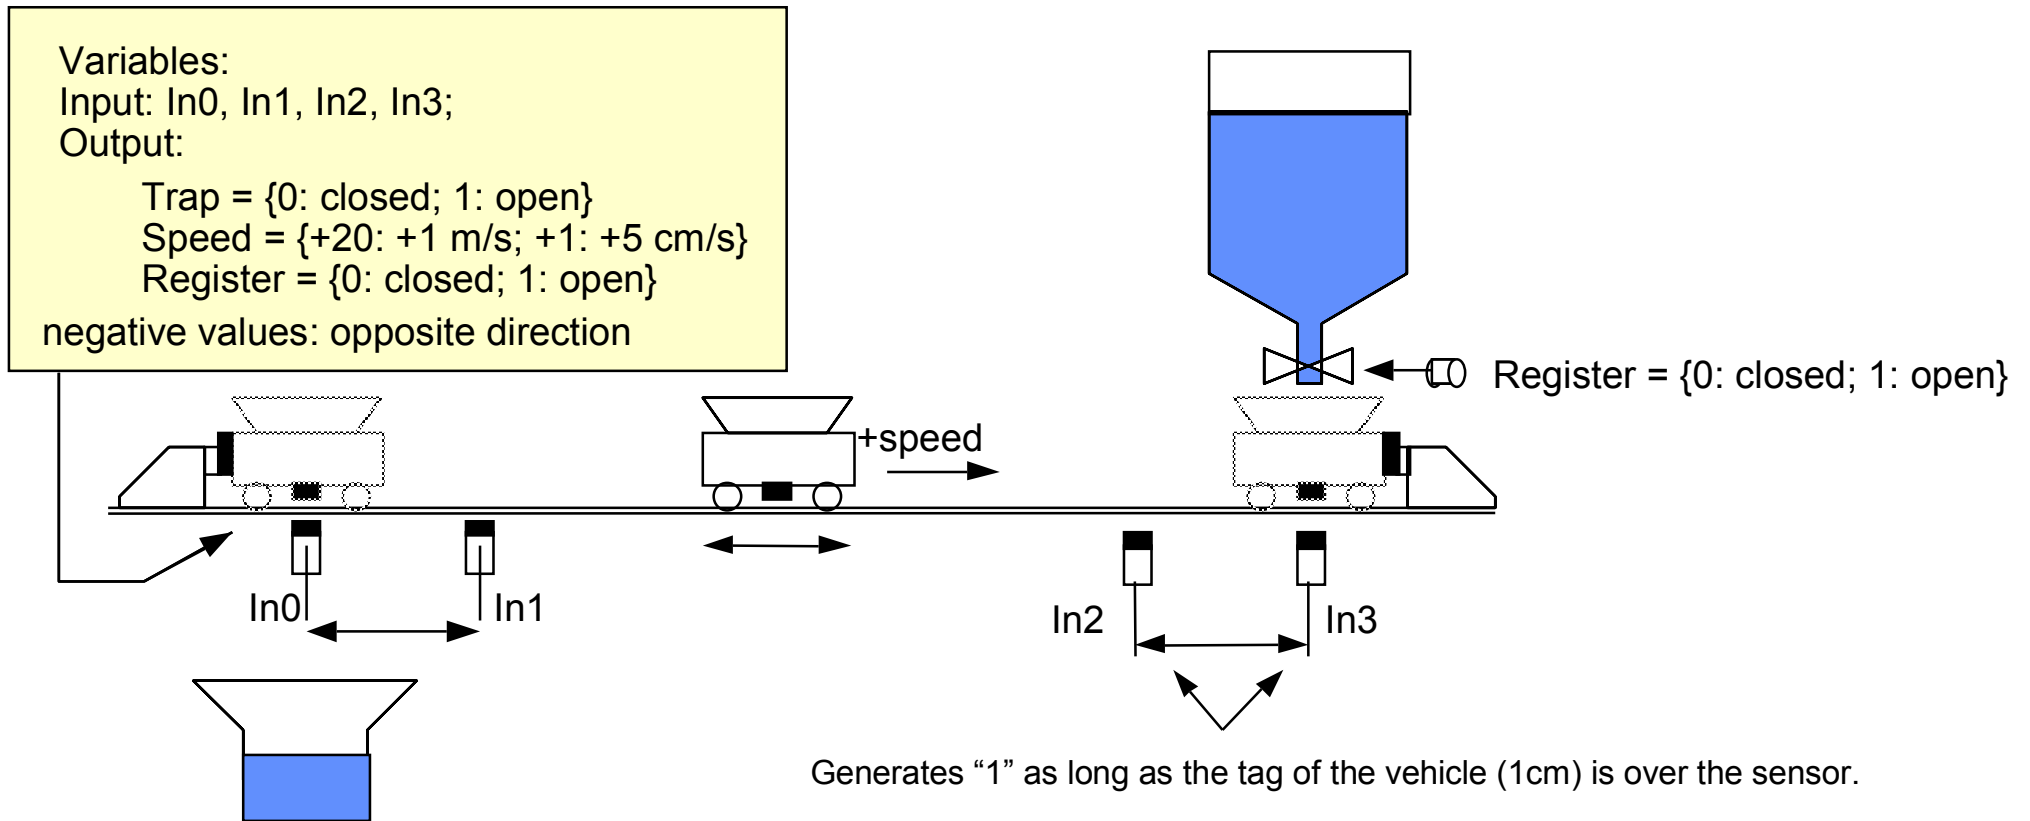 Variables:
Input: In0, In1, In2, In3;
Output:
Trap = {0: closed; 1: open}
Speed = {+20: +1 m/s; +1: +5 cm/s}
Register = {0: closed; 1: open}
negative values: opposite direction
Register = {0: closed; 1: open}
+speed
In0
In1
In2
In3
Generates “1” as long as the tag of the vehicle (1cm) is over the sensor.